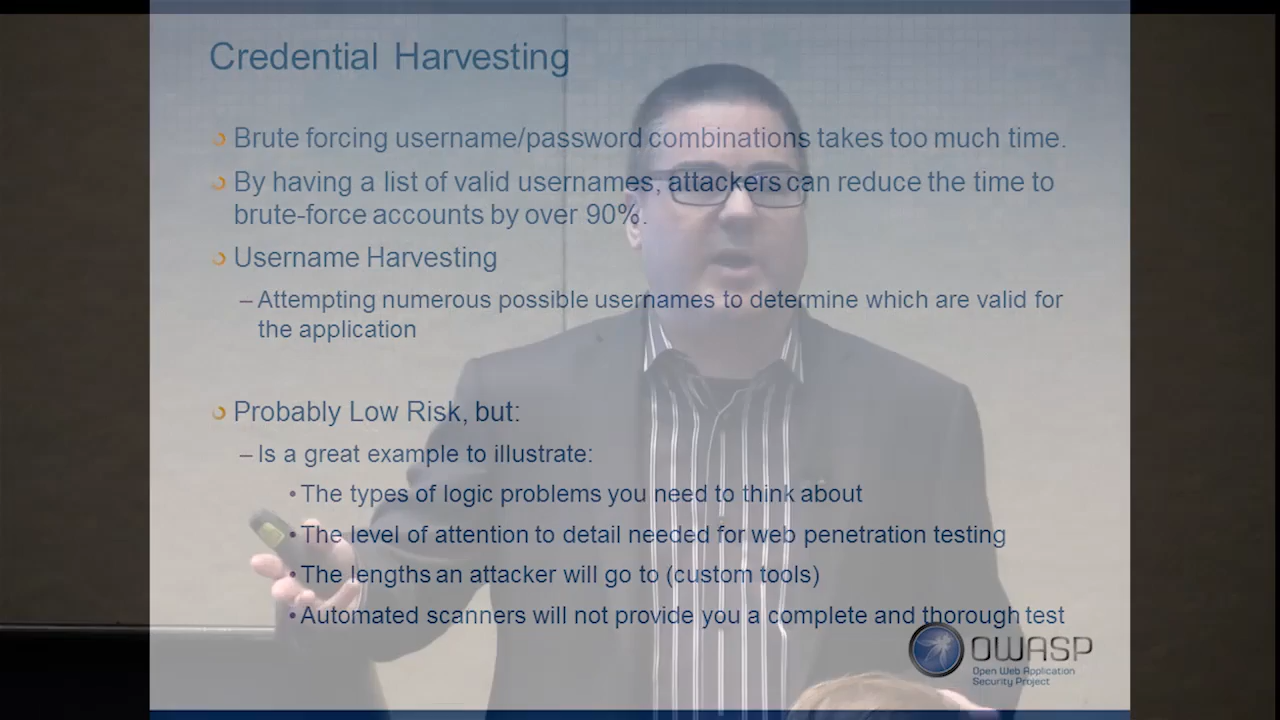 Credential Harvesting
Brute forcing username/password combinations takes too much time.
By having a list of valid usernames, attackers can reduce the time to
brute-force accounts by over 90%.
Username Harvesting
– Attempting numerous possible usernames to determine which are valid for
the application
Probably Low Risk, but:
– Is a great example to illustrate:
• The types of logic problems you need to think about
• The level of attention to detail needed for web penetration testing
• The lengths an attacker will go to (custom tools)
• Automated scanners will not provide you a complete and thorough test
OWASP
Open Web Application
Security Project